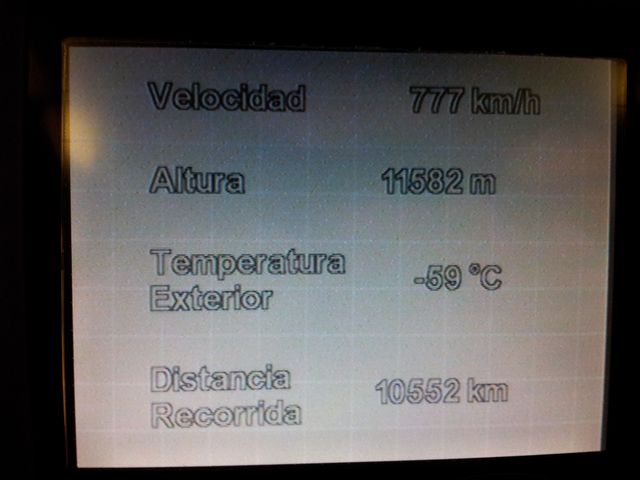 Velocidad 777 km/h
Altura 11582 m
Temperatura
Exterior -59 °C
Distancia
Recorrida 10552 km